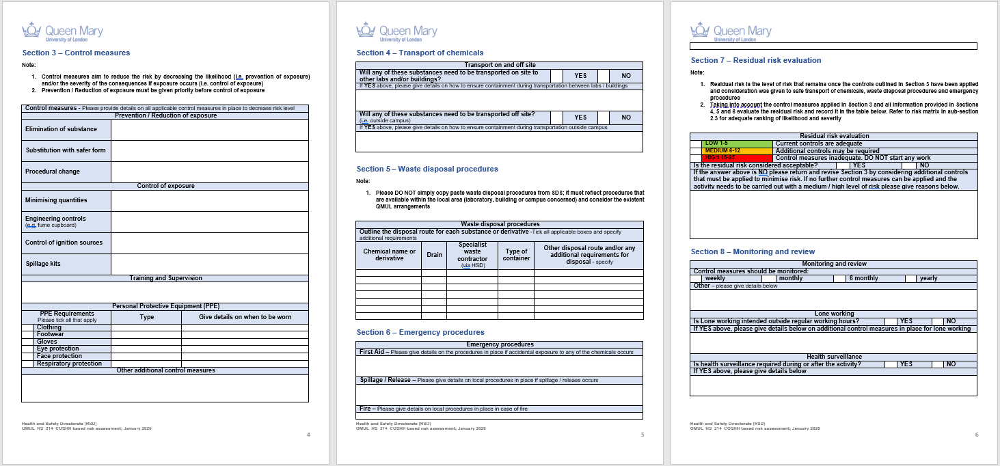 Queen Mary
University of London
Section 3 – Control measures
Note:
1. Control measures aim to reduce the risk by decreasing the likelihood (i.e. prevention of exposure)
and/or the severity of the consequences if exposure occurs (i.e. control of exposure)
2. Prevention / Reduction of exposure must be given priority before control of exposure
Control measures - Please provide details on all applicable control measures in place to decrease risk level
Prevention / Reduction of exposure
Elimination of substance
Substitution with safer form
Procedural change
Control of exposure
Minimising quantities
Engineering controls
(e.g. fume cupboard)
Control of ignition sources
Spillage kits
Training and Supervision
Personal Protective Equipment (PPE)
PPE Requirements
Please tick all that apply
Type
Give details on when to be worn
Clothing
Footwear
Gloves
Eye protection
Face protection
Respiratory protection
Other additional control measures
Health and Safety Directorate (HSD)
QMUL_HS_214_COSHH based risk assessment; January 2020
4
Queen Mary
University of London
Section 4 – Transport of chemicals
Transport on and off site
Will any of these substances need to be transported on site to
other labs and/or buildings?
YES
NO
If YES above, please give details on how to ensure containment during transportation between labs / buildings
Will any of these substances need to be transported off site?
(i.e. outside campus)
YES
NO
If YES above, please give details on how to ensure containment during transportation outside campus
Section 5 – Waste disposal procedures
Note:
1. Please DO NOT simply copy paste waste disposal procedures from SDS; it must reflect procedures that
are available within the local area (laboratory, building or campus concerned) and consider the existent
QMUL arrangements
Waste disposal procedures
Outline the disposal route for each substance or derivative -Tick all applicable boxes and specify
additional requirements
Chemical name or
derivative
Drain
Specialist
waste
contractor
(via HSD)
Type of
container
Other disposal route and/or any
additional requirements for
disposal - specify
Section 6 – Emergency procedures
Emergency procedures
First Aid – Please give details on the procedures in place if accidental exposure to any of the chemicals occurs
Spillage / Release – Please give details on local procedures in place if spillage / release occurs
Fire – Please give details on local procedures in place in case of fire
Health and Safety Directorate (HSD)
QMUL_HS_214_COSHH based risk assessment; January 2020
5
Queen Mary
University of London
Section 7 – Residual risk evaluation
Note:
1. Residual risk is the level of risk that remains once the controls outlined in Section 3 have been applied
and consideration was given to safe transport of chemicals, waste disposal procedures and emergency
procedures
2. Taking into account the control measures applied in Section 3 and all information provided in Sections
4, 5 and 6 evaluate the residual risk and record it in the table below. Refer to risk matrix in sub-section
2.3 for adequate ranking of likelihood and severity
Residual risk evaluation
LOW 1-5
Current controls are adequate
MEDIUM 6-12
Additional controls may be required
HIGH 15-25
Control measures inadequate. DO NOT start any work
Is the residual risk considered acceptable?
YES
NO
If the answer above is NO please return and revise Section 3 by considering additional controls
that must be applied to minimise risk. If no further control measures can be applied and the
activity needs to be carried out with a medium / high level of risk please give reasons below.
Section 8 – Monitoring and review
Monitoring and review
Control measures should be monitored:
weekly
monthly
6 monthly
yearly
Other – please give details below
Lone working
Is Lone working intended outside regular working hours?
YES
NO
If YES above, please give details below on additional control measures in place for lone working
Health surveillance
Is health surveillance required during or after the activity?
YES
NO
If YES above, please give details below
Health and Safety Directorate (HSD)
QMUL_HS_214_COSHH based risk assessment; January 2020
6